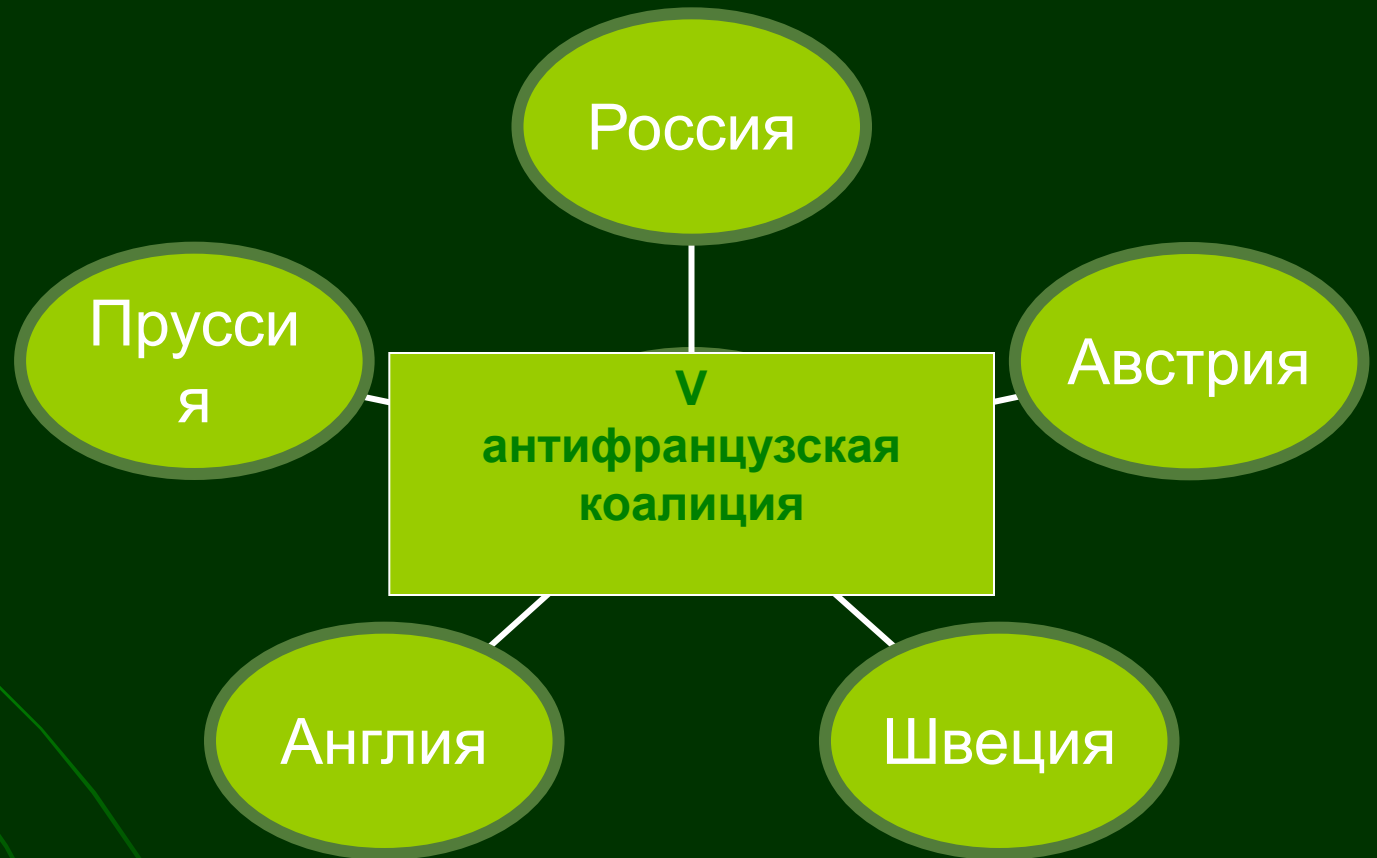 Россия
Прусси
я
Австрия
V
антифранцузская
коалиция
Англия
Швеция